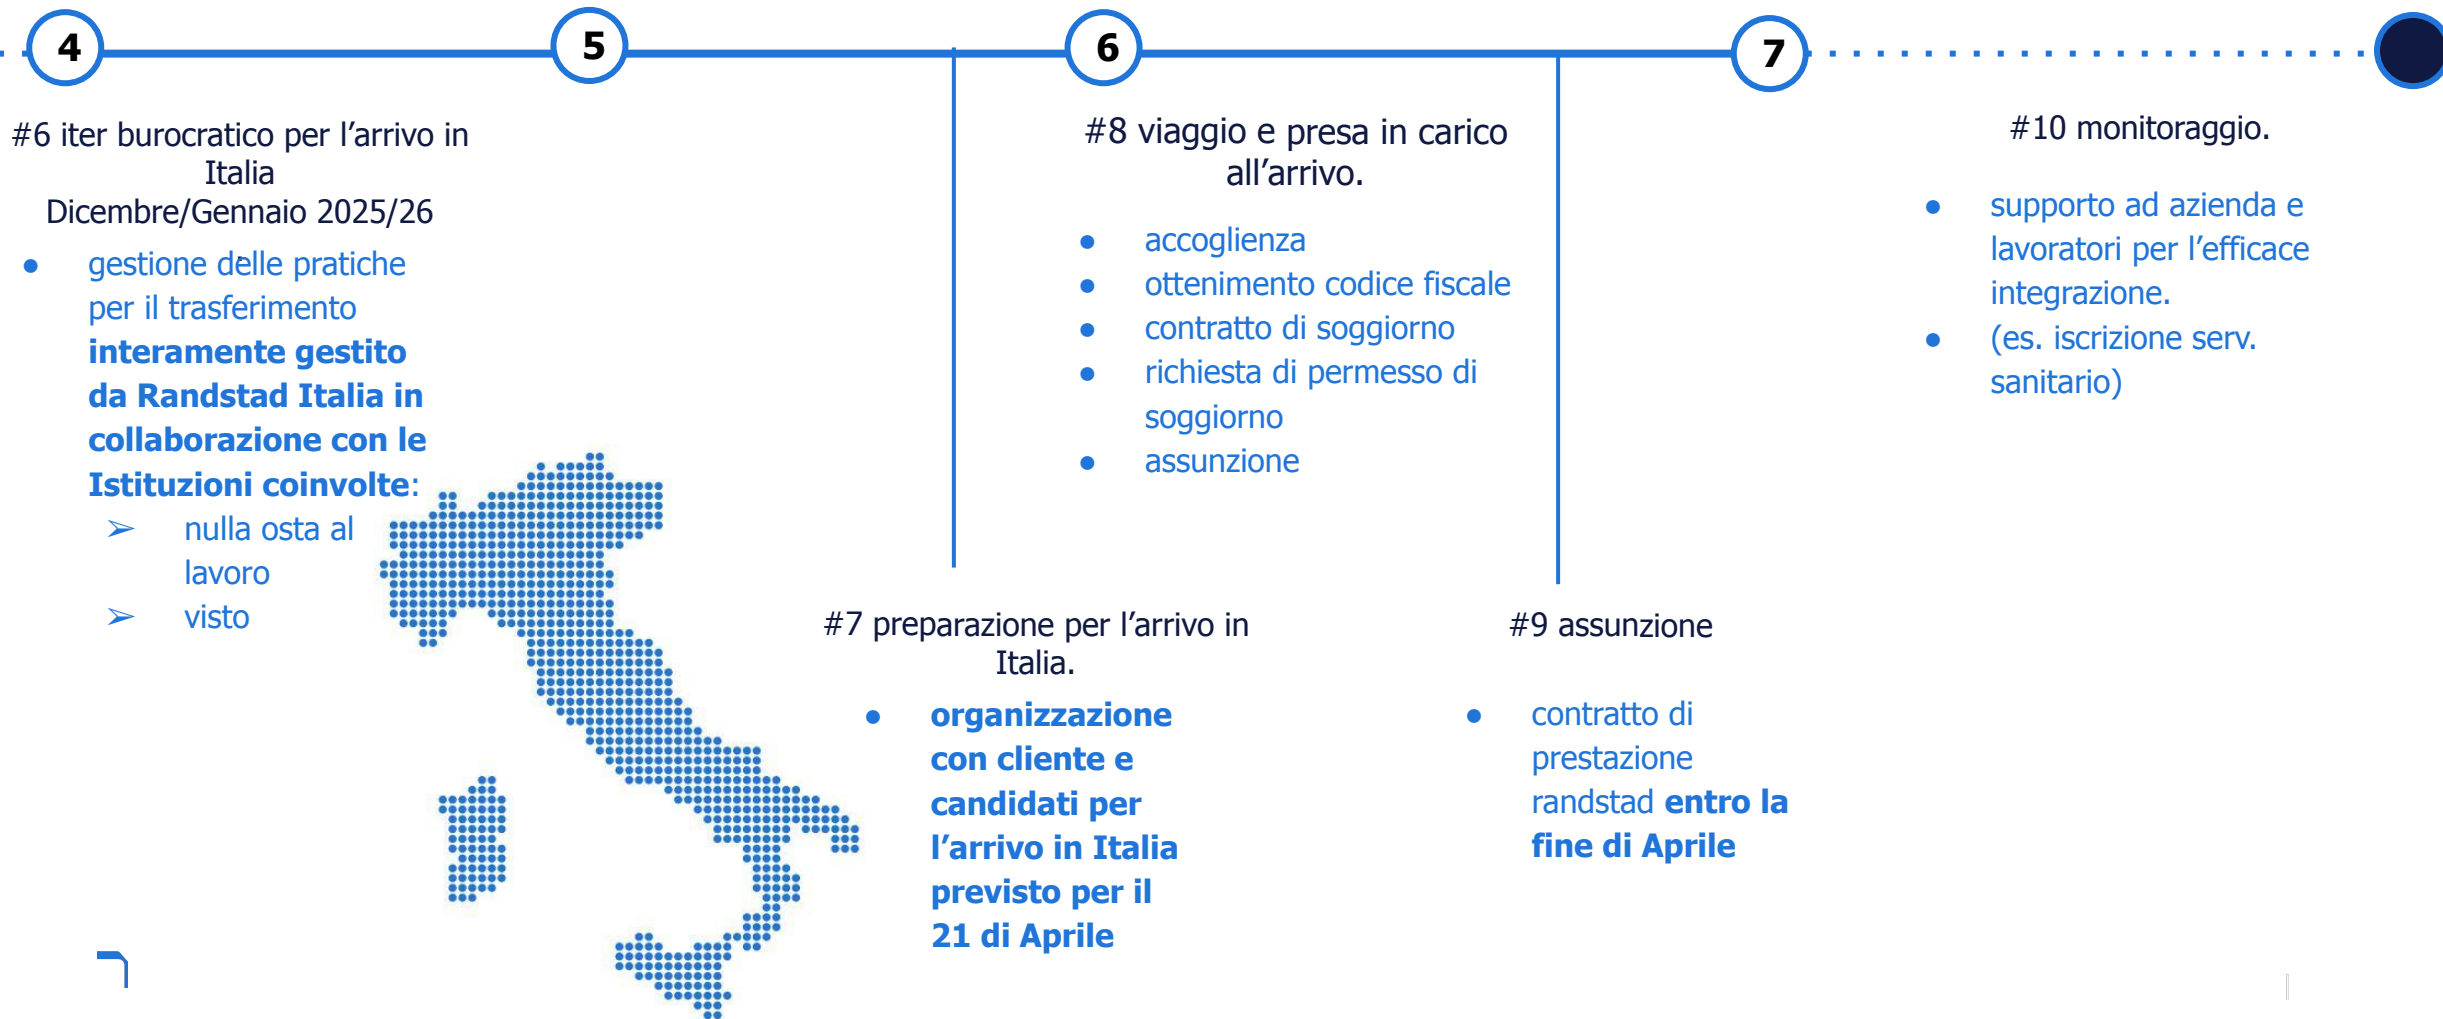 4
5
6
7
#6 iter burocratico per l’arrivo in
Italia
Dicembre/Gennaio 2025/26
● gestione delle pratiche
per il trasferimento
interamente gestito
da Randstad Italia in
collaborazione con le
Istituzioni coinvolte:
➢ nulla osta al
lavoro
➢ visto
#7 preparazione per l’arrivo in
Italia.
● organizzazione
con cliente e
candidati per
l’arrivo in Italia
previsto per il
21 di Aprile
#8 viaggio e presa in carico
all’arrivo.
● accoglienza
● ottenimento codice fiscale
● contratto di soggiorno
● richiesta di permesso di
soggiorno
● assunzione
#9 assunzione
● contratto di
prestazione
randstad entro la
fine di Aprile
#10 monitoraggio.
● supporto ad azienda e
lavoratori per l’efficace
integrazione.
● (es. iscrizione serv.
sanitario)